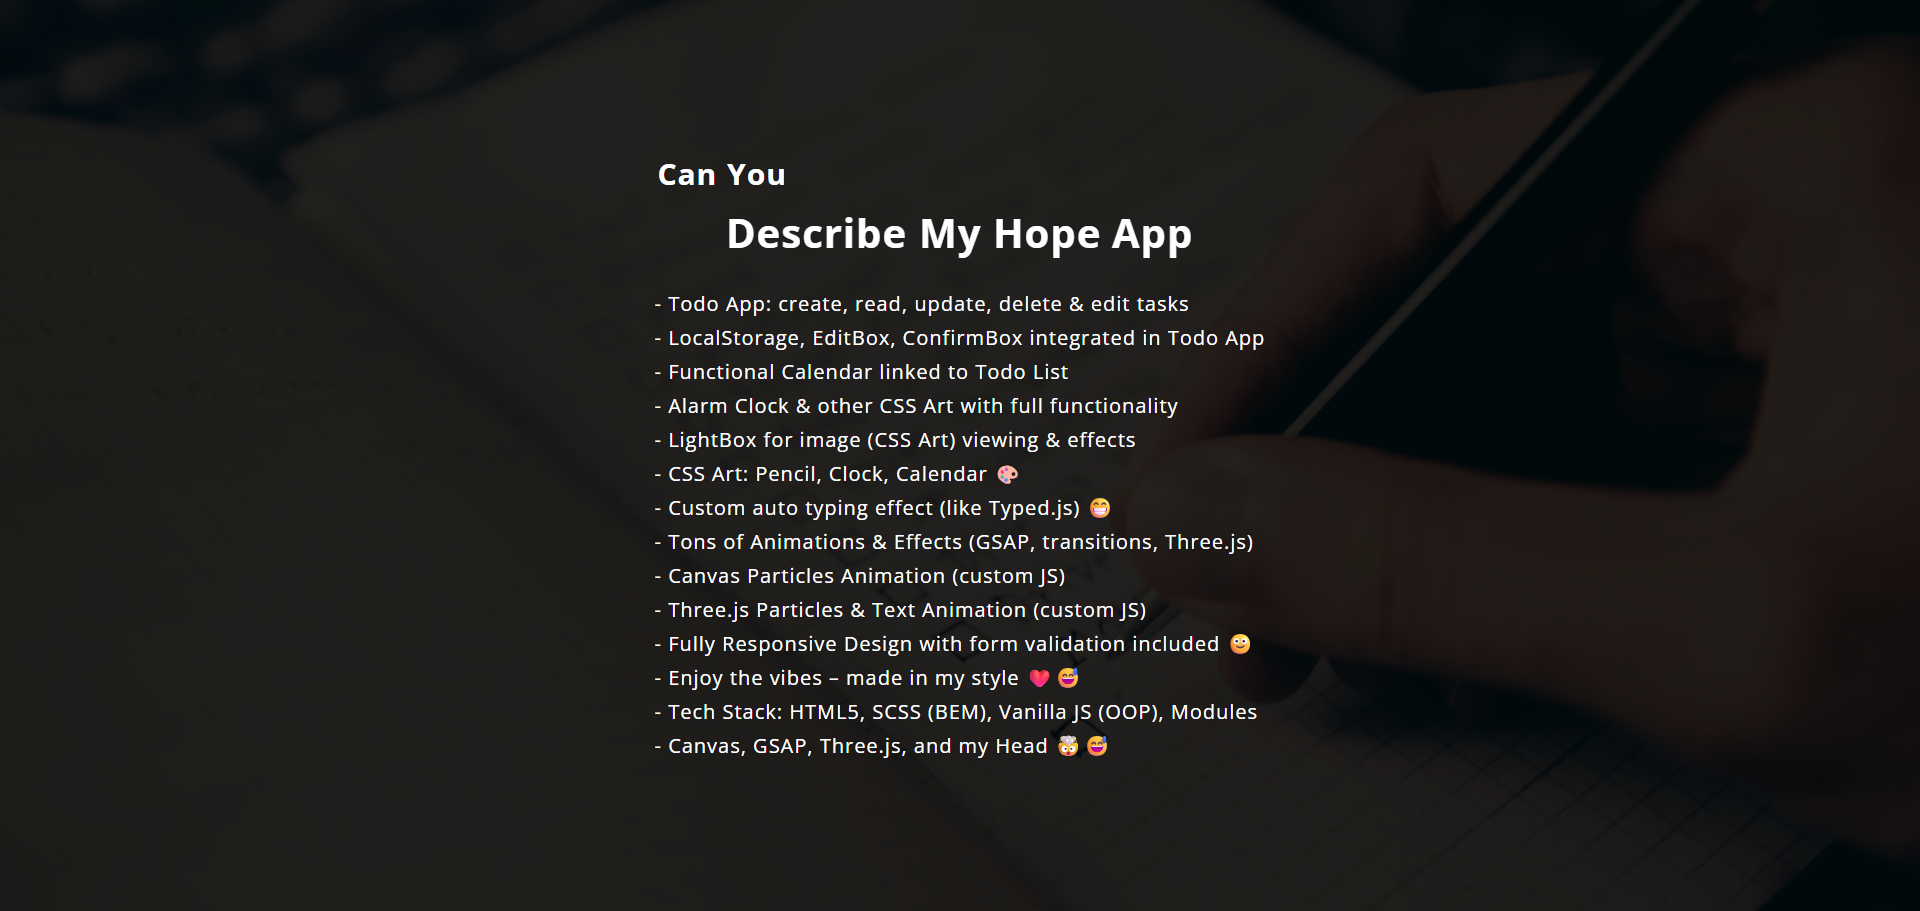 Can You
Describe My Hope App
- Todo App: create, read, update, delete & edit tasks
- LocalStorage, EditBox, ConfirmBox integrated in Todo App
- Functional Calendar linked to Todo List
- Alarm Clock & other CSS Art with full functionality
- LightBox for image (CSS Art) viewing & effects
- CSS Art: Pencil, Clock, Calendar 🎨
- Custom auto typing effect (like Typed.js) 😁
- Tons of Animations & Effects (GSAP, transitions, Three.js)
- Canvas Particles Animation (custom JS)
- Three.js Particles & Text Animation (custom JS)
- Fully Responsive Design with form validation included 🙂
- Enjoy the vibes – made in my style ❤️ 😅
- Tech Stack: HTML5, SCSS (BEM), Vanilla JS (OOP), Modules
- Canvas, GSAP, Three.js, and my Head 🤯 😅